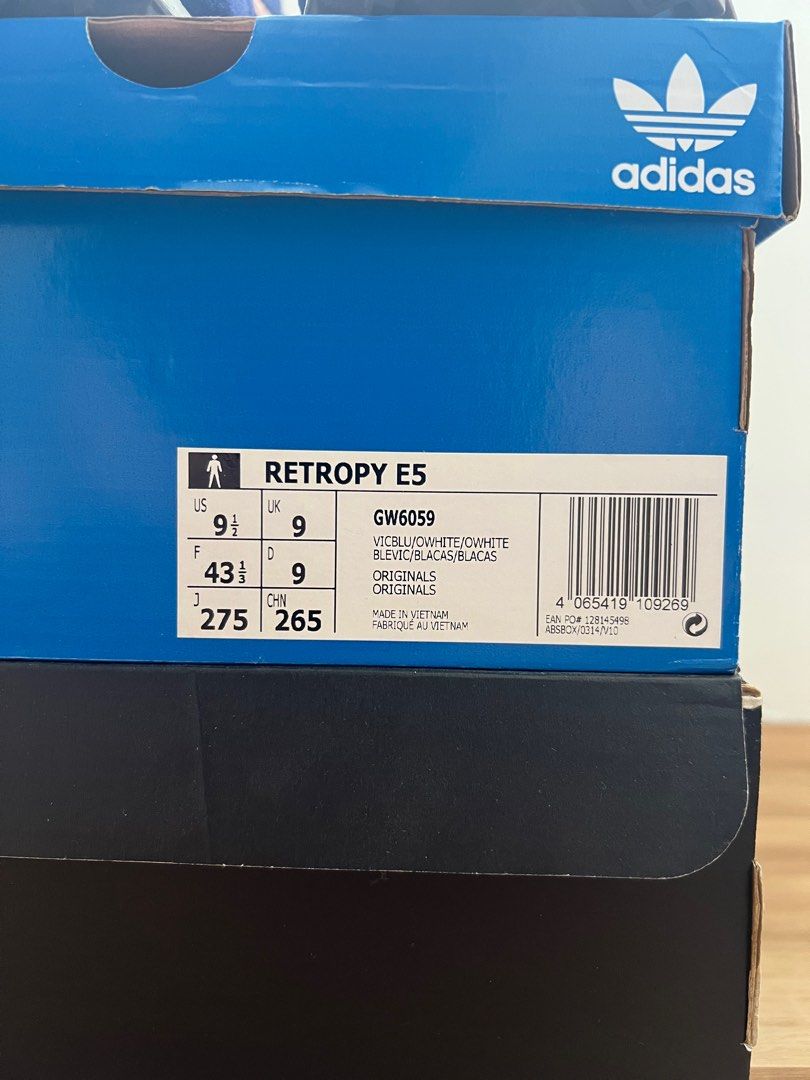 adidas
RETROPY E5
US 9 1/2
UK 9
F 43 1/3
D 9
J 275
CHN 265
GW6059
VICBLU/OWHITE/OWHITE
BLEVIC/BLACAS/BLACAS
ORIGINALS
ORIGINALS
MADE IN VIETNAM
FABRIQUÉ AU VIETNAM
4 065419 109269
EAN PO# 128145498
ABSBOX/0314/V10